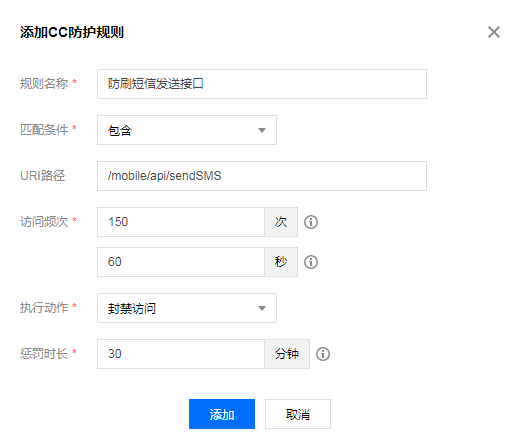 添加CC防护规则
规则名称 * 防刷短信发送接口
匹配条件 * 包含
URI路径 /mobile/api/sendSMS
访问频次 * 150 次
60 秒
执行动作 * 封禁访问
惩罚时长 * 30 分钟
添加 取消